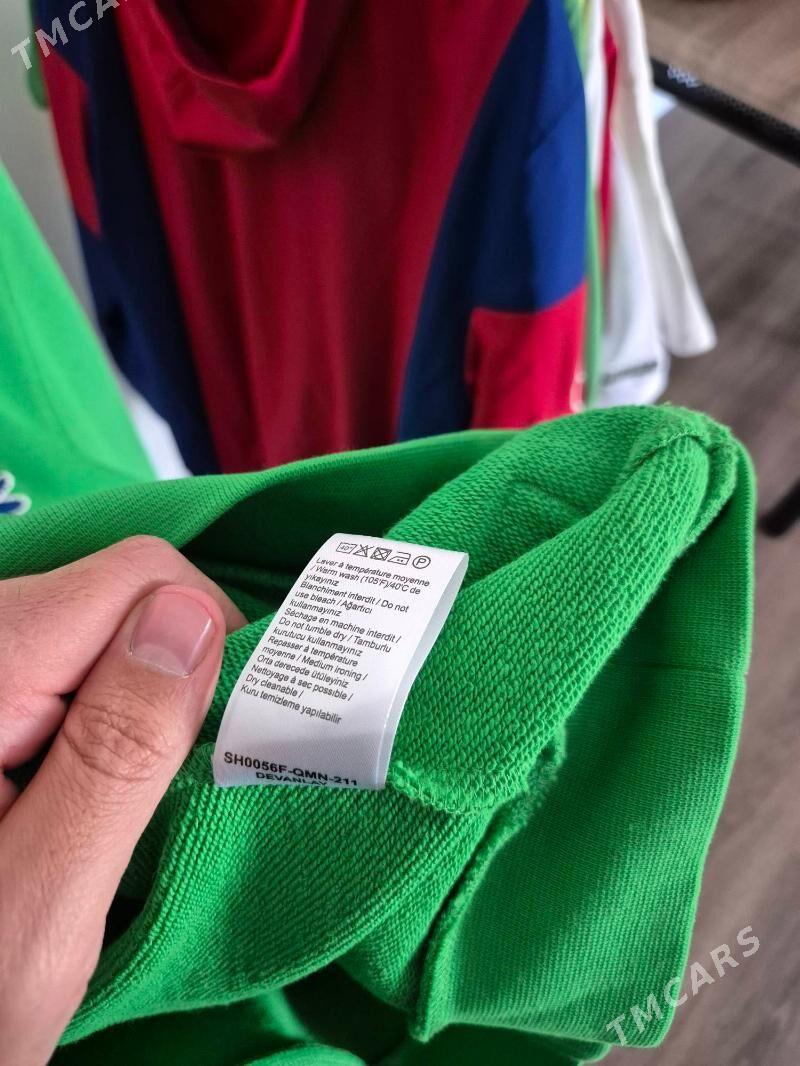 TMCARS
40°
P
Laver à température moyenne
/ Warm wash (105°F)/40°C de
yıkayınız
Blanchiment interdit / Do not
use bleach / Ağartıcı
kullanmayınız
Séchage en machine interdit /
Do not tumble dry / Tamburlu
kurutucu kullanmayınız
Repasser à température
moyenne / Medium ironing /
Orta derecede ütüleyiniz
Nettoyage à sec possible /
Dry cleanable /
Kuru temizleme yapılabilir
SH0056F-QMN-211
DEVANLAY
TMCARS